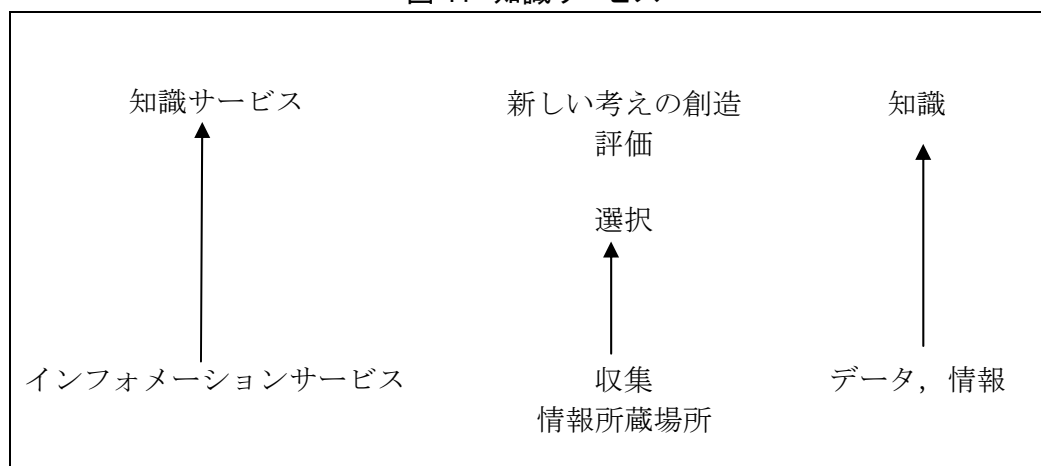 知識サービス
新しい考えの創造
知識
評価
選択
インフォメーションサービス
収集
データ，情報
情報所蔵場所